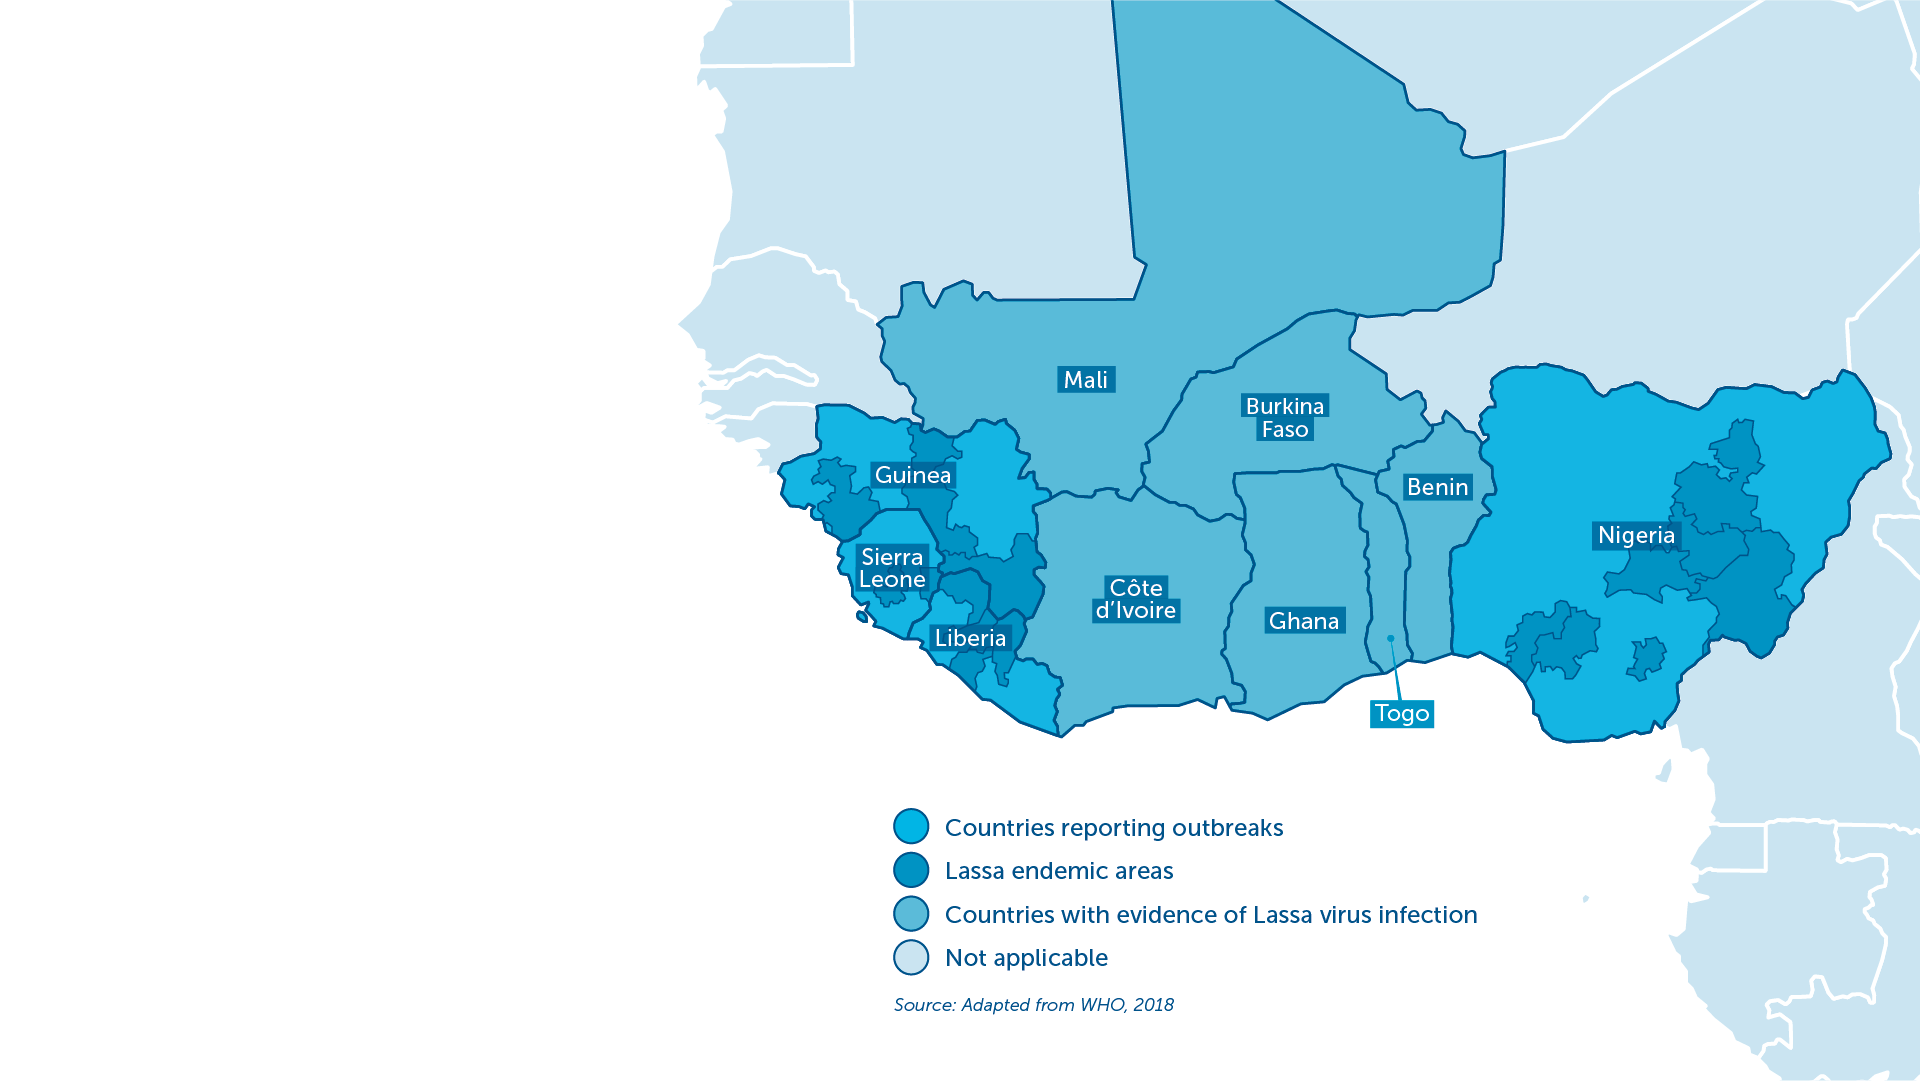 Mali
Burkina
Faso
Guinea
Benin
Nigeria
Sierra
Leone
Côte
d’Ivoire
Ghana
Liberia
Togo
Countries reporting outbreaks
Lassa endemic areas
Countries with evidence of Lassa virus infection
Not applicable
Source: Adapted from WHO, 2018